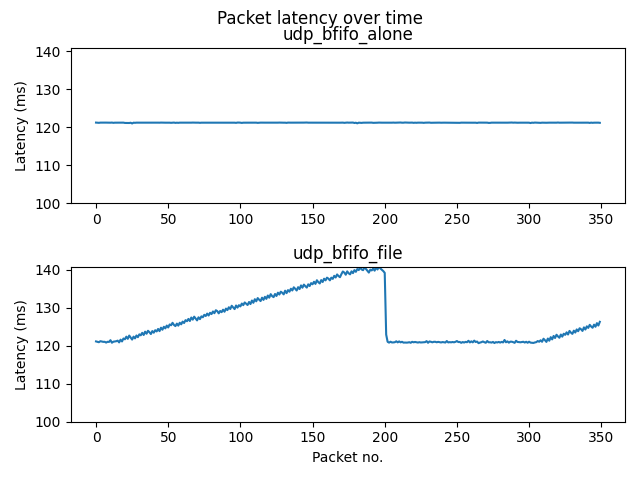 Packet latency over time
udp_bfifo_alone
Latency (ms)
140
130
120
110
100
0 50 100 150 200 250 300 350
udp_bfifo_file
Latency (ms)
140
130
120
110
100
0 50 100 150 200 250 300 350
Packet no.